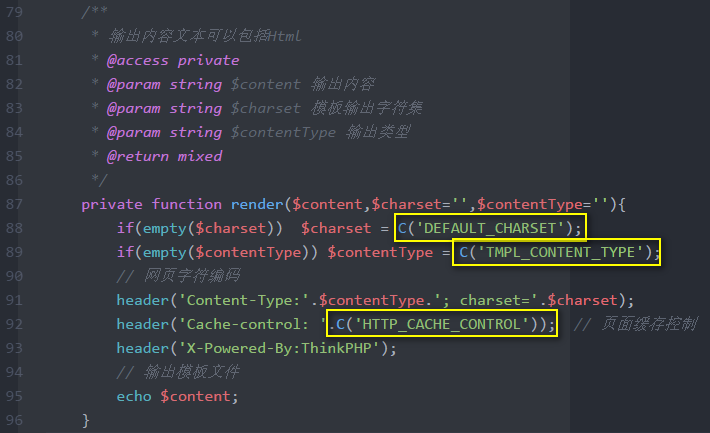 79 /**
80 * 输出内容文本可以包括Html
81 * @access private
82 * @param string $content 输出内容
83 * @param string $charset 模板输出字符集
84 * @param string $contentType 输出类型
85 * @return mixed
86 */
87 private function render($content,$charset='',$contentType=''){
88 if(empty($charset))  $charset = C('DEFAULT_CHARSET');
89 if(empty($contentType)) $contentType = C('TMPL_CONTENT_TYPE');
90 // 网页字符编码
91 header('Content-Type:'.$contentType.'; charset='.$charset);
92 header('Cache-control: '.C('HTTP_CACHE_CONTROL'));  // 页面缓存控制
93 header('X-Powered-By:ThinkPHP');
94 // 输出模板文件
95 echo $content;
96 }